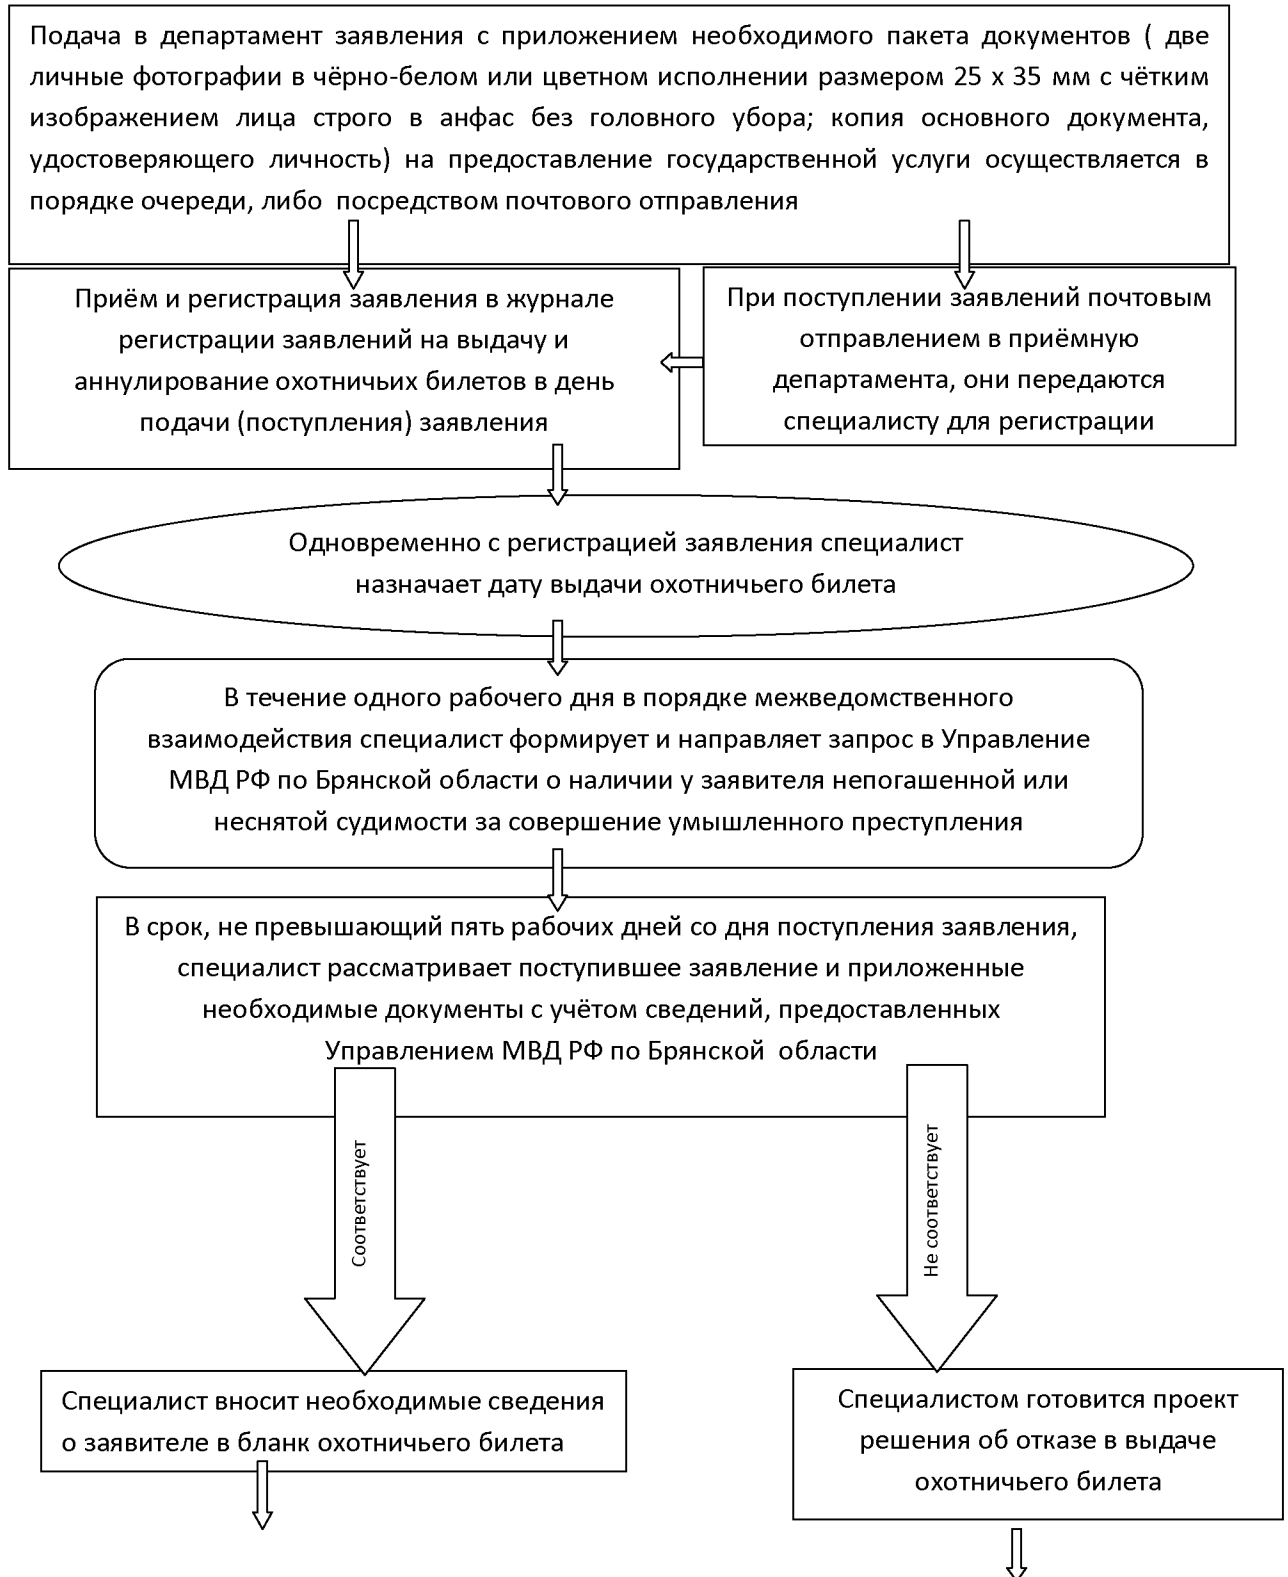 Подача в департамент заявления с приложением необходимого пакета документов ( две
личные фотографии в чёрно-белом или цветном исполнении размером 25 х 35 мм с чётким
изображением лица строго в анфас без головного убора; копия основного документа,
удостоверяющего личность) на предоставление государственной услуги осуществляется в
порядке очереди, либо посредством почтового отправления
Приём и регистрация заявления в журнале
регистрации заявлений на выдачу и
аннулирование охотничьих билетов в день
подачи (поступления) заявления
При поступлении заявлений почтовым
отправлением в приёмную
департамента, они передаются
специалисту для регистрации
Одновременно с регистрацией заявления специалист
назначает дату выдачи охотничьего билета
В течение одного рабочего дня в порядке межведомственного
взаимодействия специалист формирует и направляет запрос в Управление
МВД РФ по Брянской области о наличии у заявителя непогашенной или
неснятой судимости за совершение умышленного преступления
В срок, не превышающий пять рабочих дней со дня поступления заявления,
специалист рассматривает поступившее заявление и приложенные
необходимые документы с учётом сведений, предоставленных
Управлением МВД РФ по Брянской области
Соответствует
Не соответствует
Специалист вносит необходимые сведения
о заявителе в бланк охотничьего билета
Специалистом готовится проект
решения об отказе в выдаче
охотничьего билета